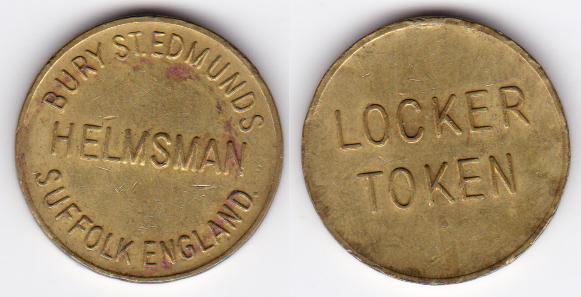 BURY ST. EDMUNDS
HELMSMAN
SUFFOLK ENGLAND.
LOCKER
TOKEN